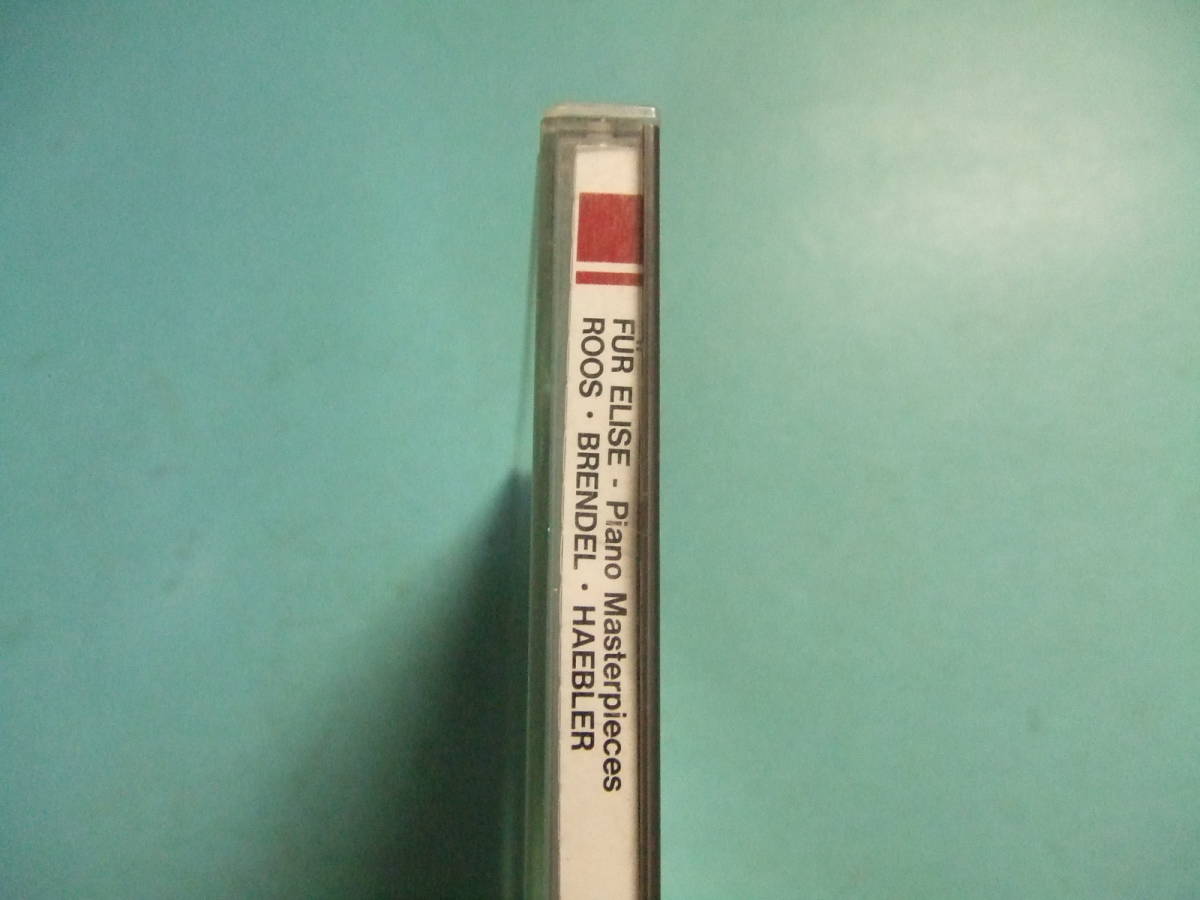 FÜR ELISE - Piano Masterpieces
ROOS · BRENDEL · HAEBLER